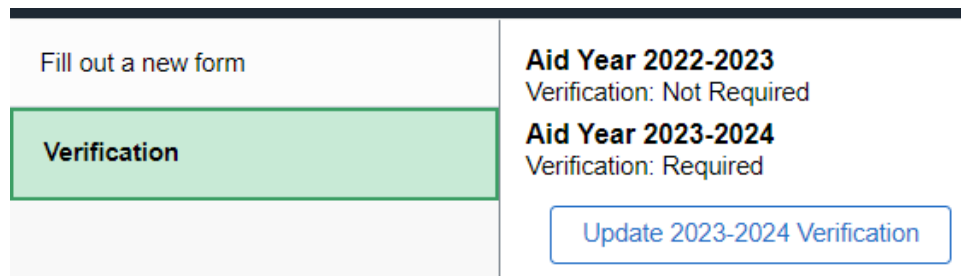 Fill out a new form
Verification
Aid Year 2022-2023
Verification: Not Required
Aid Year 2023-2024
Verification: Required
Update 2023-2024 Verification